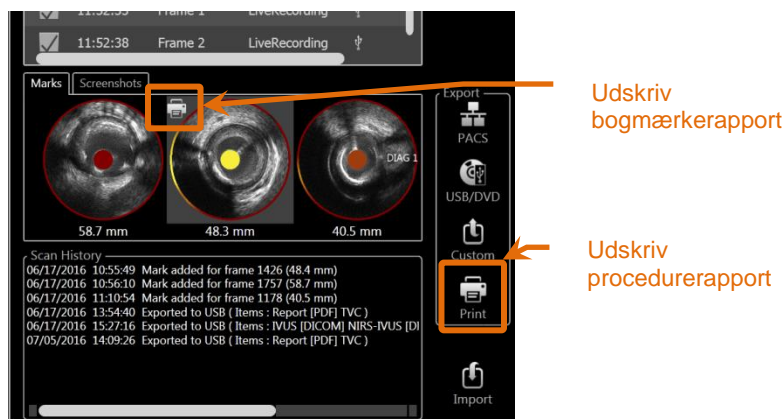 11:52:35 Frame 1 LiveRecording
11:52:38 Frame 2 LiveRecording
Marks Screenshots
DIAG 1
58.7 mm 48.3 mm 40.5 mm
Scan History
06/17/2016 10:55:49 Mark added for frame 1426 (48.4 mm)
06/17/2016 10:56:10 Mark added for frame 1757 (58.7 mm)
06/17/2016 11:10:54 Mark added for frame 1178 (40.5 mm)
06/17/2016 13:54:40 Exported to USB ( Items : Report [PDF] TVC )
06/17/2016 15:27:16 Exported to USB ( Items : IVUS [DICOM] NIRS-IVUS [DI
07/05/2016 14:09:26 Exported to USB ( Items : Report [PDF] TVC )
Export
PACS
USB/DVD
Custom
Print
Import
Udskriv
bogmærkerapport
Udskriv
procedurerapport